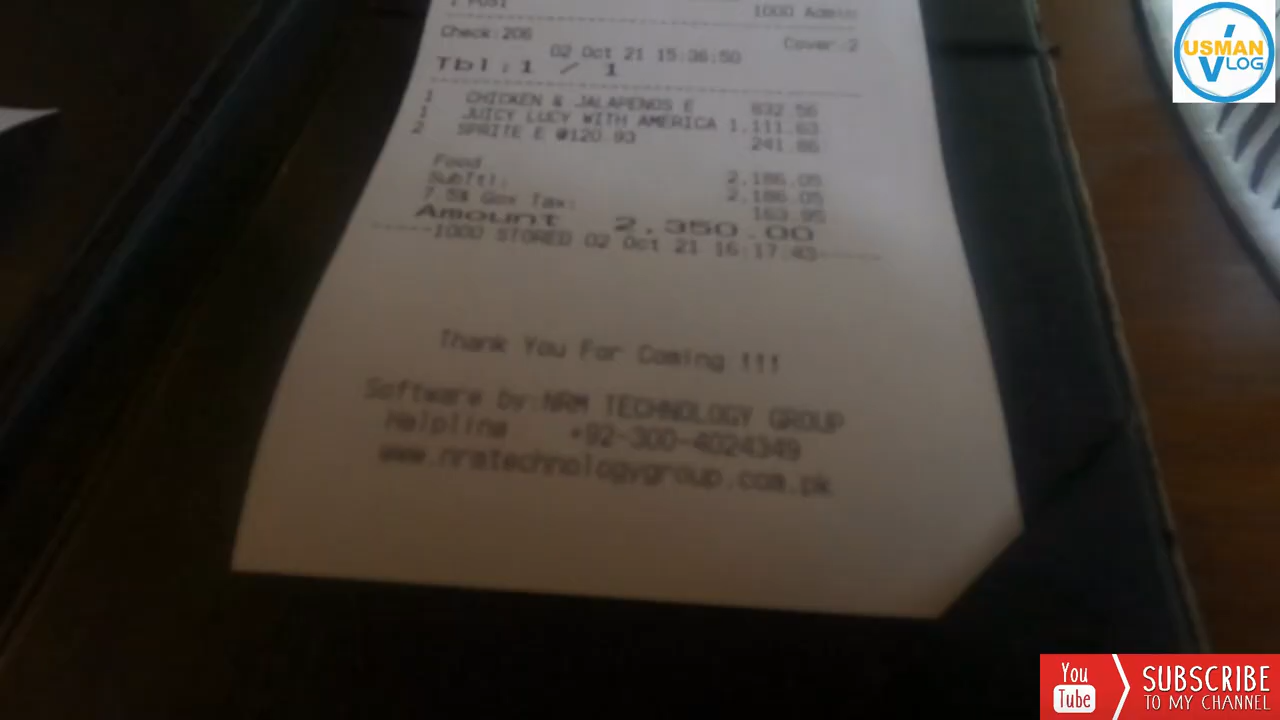 1000 Admin
Check:206 Cover:2
02 Oct 21 15:36:50
Tbl:1 / 1
1 CHICKEN & JALAPENOS E 832.56
1 JUICY LUCY WITH AMERICA 1,111.63
2 SPRITE E @120.93 241.86
Food 2,186.05
SubTtl: 2,186.05
7.5% Gov Tax: 163.95
Amount 2,350.00
1000 STORED 02 Oct 21 16:17:43
Thank You For Coming !!!
Software by:NRM TECHNOLOGY GROUP
Helpline +92-300-4024349
www.nrmtechnologygroup.com.pk
USMAN
VLOG
You
Tube
SUBSCRIBE
TO MY CHANNEL